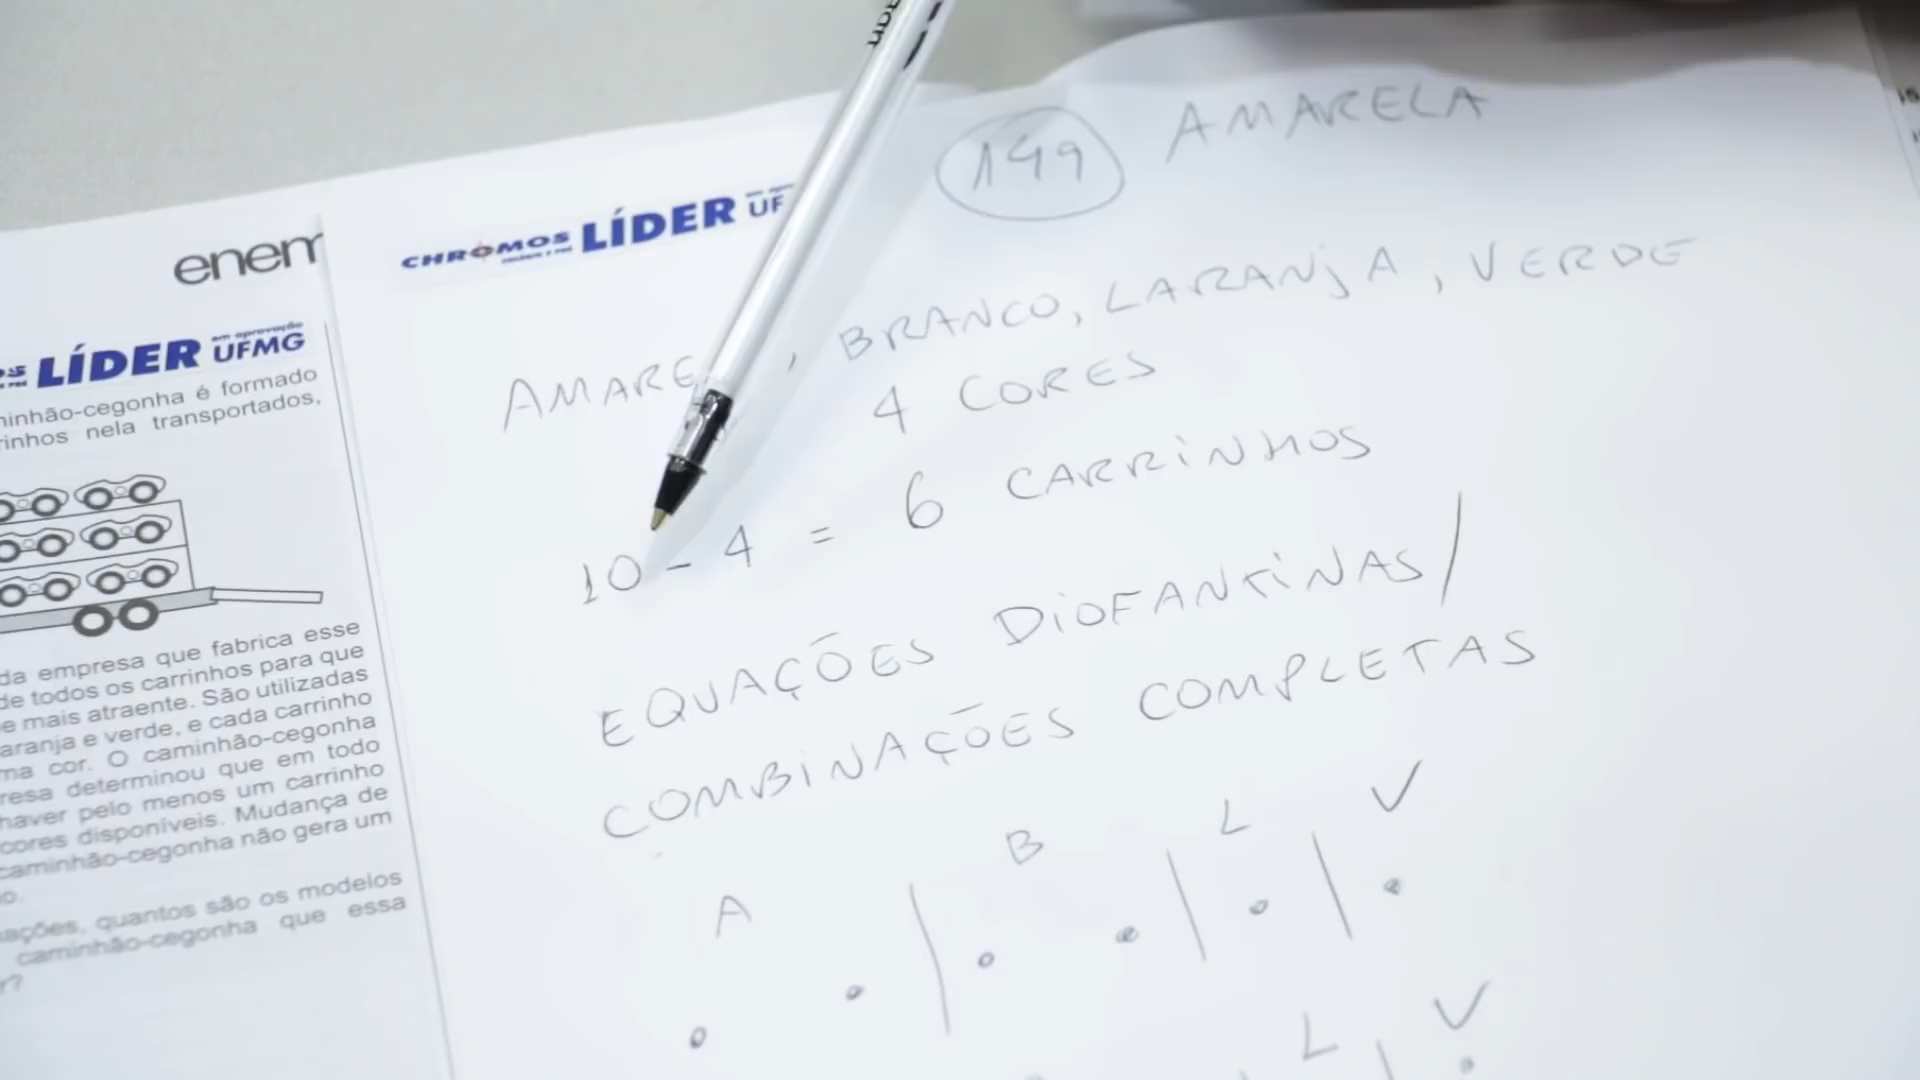 enem
LÍDER em aprovação UFMG
minhão-cegonha é formado
rinhos nela transportados,
da empresa que fabrica esse
de todos os carrinhos para que
e mais atraente. São utilizadas
aranja e verde, e cada carrinho
ma cor. O caminhão-cegonha
resa determinou que em todo
haver pelo menos um carrinho
cores disponíveis. Mudança de
caminhão-cegonha não gera um
o.
ações, quantos são os modelos
caminhão-cegonha que essa
r?
CHROMOS LÍDER UF
149 AMARELA
AMARE , BRANCO, LARANJA, VERDE
4 CORES
10 - 4 = 6 CARRINHOS
EQUAÇÕES DIOFANTINAS/
COMBINAÇÕES COMPLETAS
A B L V
L V